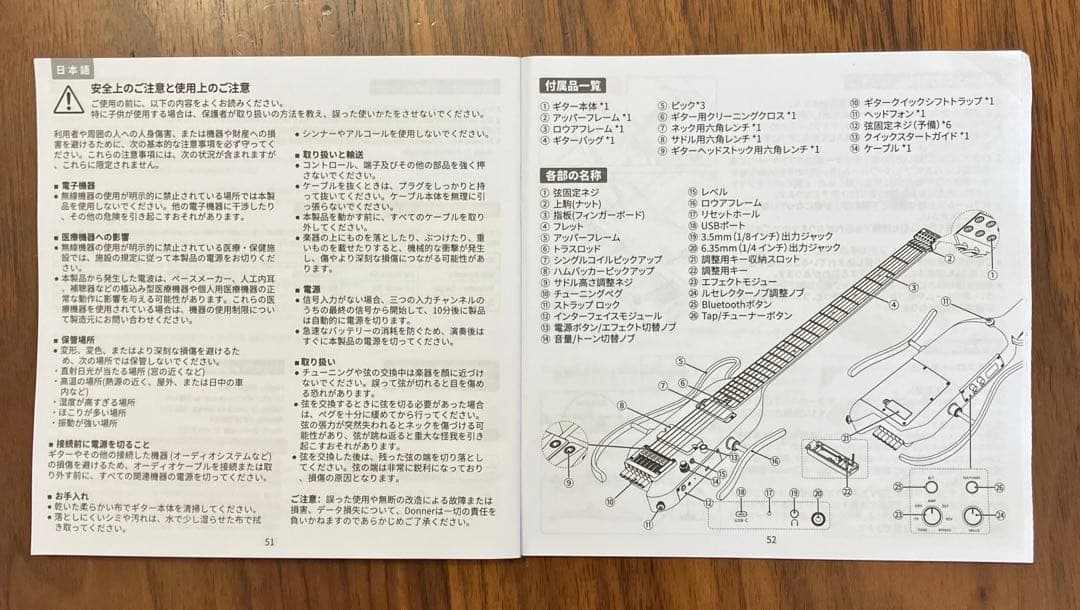 日本語
安全上のご注意と使用上のご注意
ご使用の前に、以下の内容をよくお読みください。
特に子供が使用する場合は、保護者が取り扱いの方法を教え、誤った使いかたをさせないでください。
利用者や周囲の人への人身傷害、または機器や財産への損
害を避けるために、次の基本的な注意事項を必ず守ってくだ
さい。これらの注意事項には、次の状況が含まれますが
、これらに限定されません。
■ 電子機器
● 無線機器の使用が明示的に禁止されている場所では本製
品を使用しないでください。他の電子機器に干渉したり
、その他の危険を引き起こすおそれがあります。
■ 医療機器への影響
● 無線機器の使用が明示的に禁止されている医療・保健施
設では、施設の規定に従って本製品の電源をお切りくだ
さい。
● 本製品から発生した電波は、ペースメーカー、人工内耳
、補聴器などの植込み型医療機器や個人用医療機器の正
常な動作に影響を与える可能性があります。これらの医
療機器を使用されている場合は、機器の使用制限につい
て製造元にお問い合わせください。
■ 保管場所
● 変形、変色、またはより深刻な損傷を避けるため
、次の場所では保管しないでください。
・直射日光が当たる場所 (窓の近くなど)
・高温の場所(熱源の近く、屋外、または日中の車
内など)
・湿度が高すぎる場所
・ほこりが多い場所
・振動が強い場所
■ 接続前に電源を切ること
ギターやその他の接続した機器 (オーディオシステムなど)
の損傷を避けるため、オーディオケーブルを接続または取
り外す前に、すべての関連機器の電源を切ってください。
■ お手入れ
● 乾いた柔らかい布でギター本体を清掃してください。
● 落としにくいシミや汚れは、水で少し湿らせた布で拭
き取ってください。
● シンナーやアルコールを使用しないでください。
■ 取り扱いと輸送
● コントロール、端子及びその他の部品を強く押
さないでください。
● ケーブルを抜くときは、プラグをしっかりと持
って抜いてください。ケーブル本体を無理に引
っ張らないでください。
● 本製品を動かす前に、すべてのケーブルを取り
外してください。
● 楽器の上にものを落としたり、ぶつけたり、重
いものを載せたりすると、機械的な衝撃が発生
し、傷やより深刻な損傷につながる可能性があ
ります。
■ 電源
● 信号入力がない場合、三つの入力チャンネルの
うちの最終の信号から開始して、10分後に製品
は自動的に電源を切ります。
● 急速なバッテリーの消耗を防ぐため、演奏後は
すぐに本製品の電源を切ってください。
■ 取り扱い
● チューニングや弦の交換中は楽器を顔に近づけ
ないでください。誤って弦が切れると目を傷め
る恐れがあります。
● 弦を交換するときに弦を切る必要があった場合
は、ペグを十分に緩めてから行ってください。
弦の張力が突然失われるとネックを傷つける可
能性があり、弦が跳ね返ると重大な怪我を引き
起こすおそれがあります。
● 弦を交換した後は、残った弦の端を切り落とし
てください。弦の端は非常に鋭利になっており
、損傷の原因となります。
ご注意：誤った使用や無断の改造による故障または
損害、データ損失について、Donnerは一切の責任を
負いかねますのであらかじめご了承ください。
51
付属品一覧
① ギター本体 *1
② アッパーフレーム *1
③ ロウアフレーム *1
④ ギターバッグ *1
⑤ ピック*3
⑥ ギター用クリーニングクロス *1
⑦ ネック用六角レンチ *1
⑧ サドル用六角レンチ *1
⑨ ギターヘッドストック用六角レンチ *1
⑩ ギタークイックシフトトラップ *1
⑪ ヘッドフォン *1
⑫ 弦固定ネジ(予備) *6
⑬ クイックスタートガイド *1
⑭ ケーブル *1
各部の名称
① 弦固定ネジ
② 上駒(ナット)
③ 指板(フィンガーボード)
④ フレット
⑤ アッパーフレーム
⑥ トラスロッド
⑦ シングルコイルピックアップ
⑧ ハムバッカーピックアップ
⑨ サドル高さ調整ネジ
⑩ チューニングペグ
⑪ ストラップ ロック
⑫ インターフェイスモジュール
⑬ 電源ボタン/エフェクト切替ノブ
⑭ 音量/トーン切替ノブ
⑮ レベル
⑯ ロウアフレーム
⑰ リセットホール
⑱ USBポート
⑲ 3.5mm (1/8インチ)出力ジャック
⑳ 6.35mm (1/4 インチ)出力ジャック
㉑ 調整用キー収納スロット
㉒ 調整用キー
㉓ エフェクトモジュー
㉔ ルセレクターノブ調整ノブ
㉕ Bluetoothボタン
㉖ Tap/チューナーボタン
①
②
③
④
⑪
⑤
⑦
⑥
⑧
⑨
⑩
⑪
⑫
⑬
⑭
⑮
⑯
㉑
㉒
⑱
⑰
⑲
⑳
USB-C
㉕
㉖
㉓
㉔
52